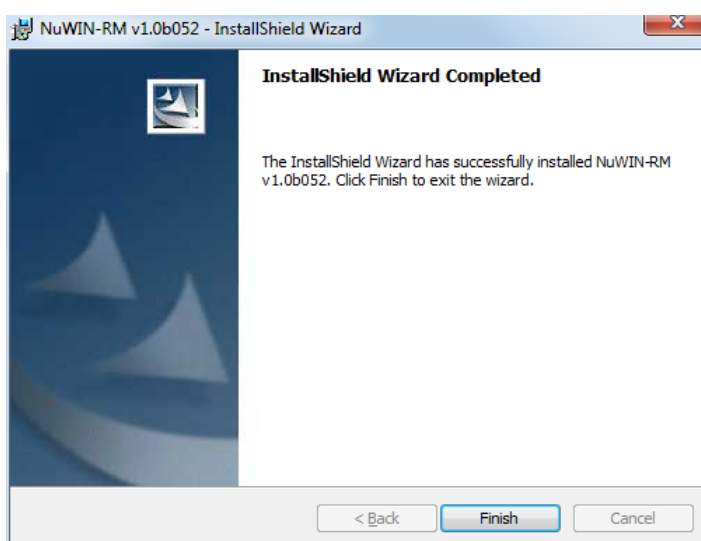 NuWIN-RM v1.0b052 - InstallShield Wizard
InstallShield Wizard Completed
The InstallShield Wizard has successfully installed NuWIN-RM
v1.0b052. Click Finish to exit the wizard.
< Back
Finish
Cancel